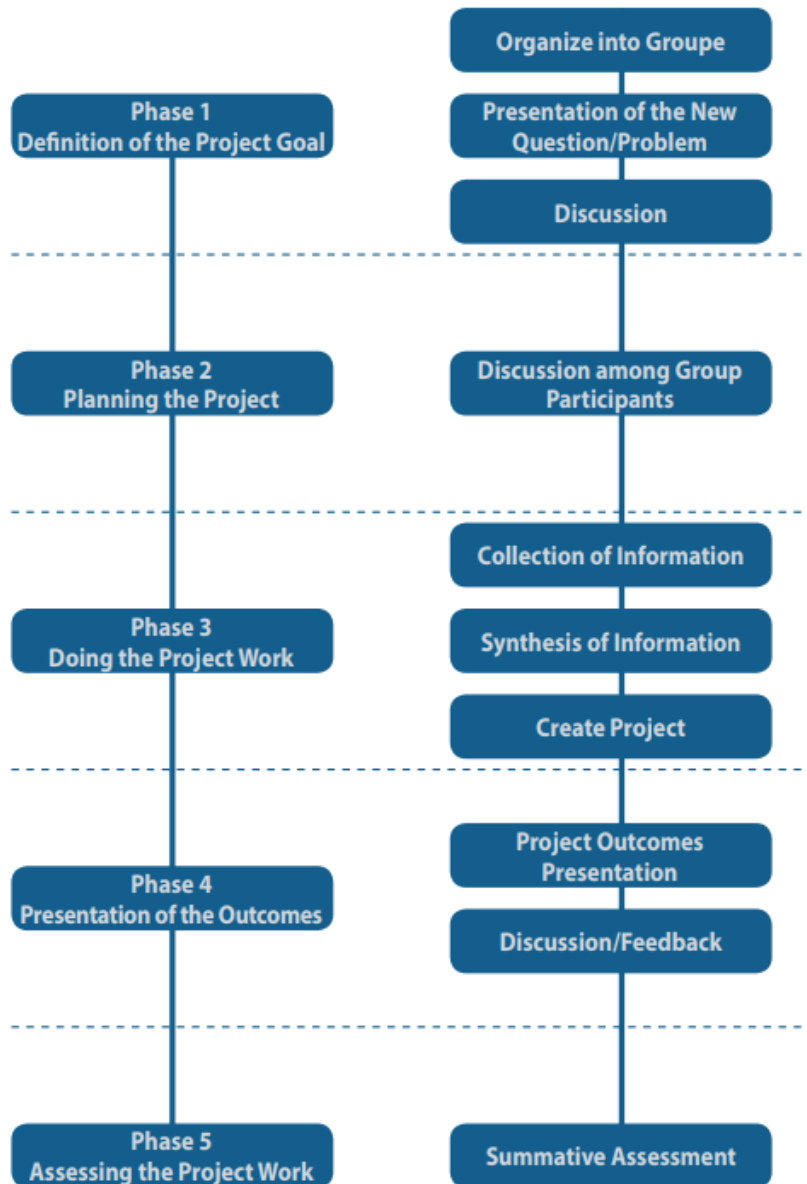 Organize into Groupe
Phase 1
Definition of the Project Goal
Presentation of the New
Question/Problem
Discussion
Phase 2
Planning the Project
Discussion among Group
Participants
Collection of Information
Phase 3
Doing the Project Work
Synthesis of Information
Create Project
Project Outcomes
Presentation
Phase 4
Presentation of the Outcomes
Discussion/Feedback
Phase 5
Assessing the Project Work
Summative Assessment